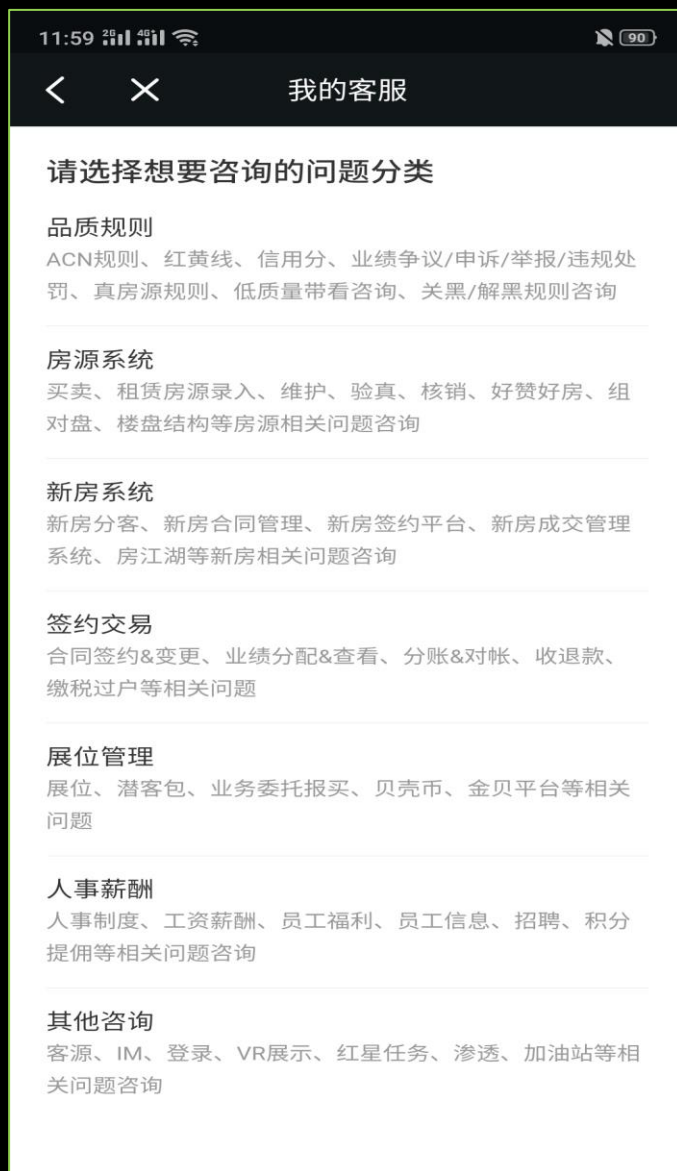 11:59 2G 4G 90
我的客服
请选择想要咨询的问题分类
品质规则
ACN规则、红黄线、信用分、业绩争议/申诉/举报/违规处
罚、真房源规则、低质量带看咨询、关黑/解黑规则咨询
房源系统
买卖、租赁房源录入、维护、验真、核销、好赞好房、组
对盘、楼盘结构等房源相关问题咨询
新房系统
新房分客、新房合同管理、新房签约平台、新房成交管理
系统、房江湖等新房相关问题咨询
签约交易
合同签约&变更、业绩分配&查看、分账&对帐、收退款、
缴税过户等相关问题
展位管理
展位、潜客包、业务委托报买、贝壳币、金贝平台等相关
问题
人事薪酬
人事制度、工资薪酬、员工福利、员工信息、招聘、积分
提佣等相关问题咨询
其他咨询
客源、IM、登录、VR展示、红星任务、渗透、加油站等相
关问题咨询